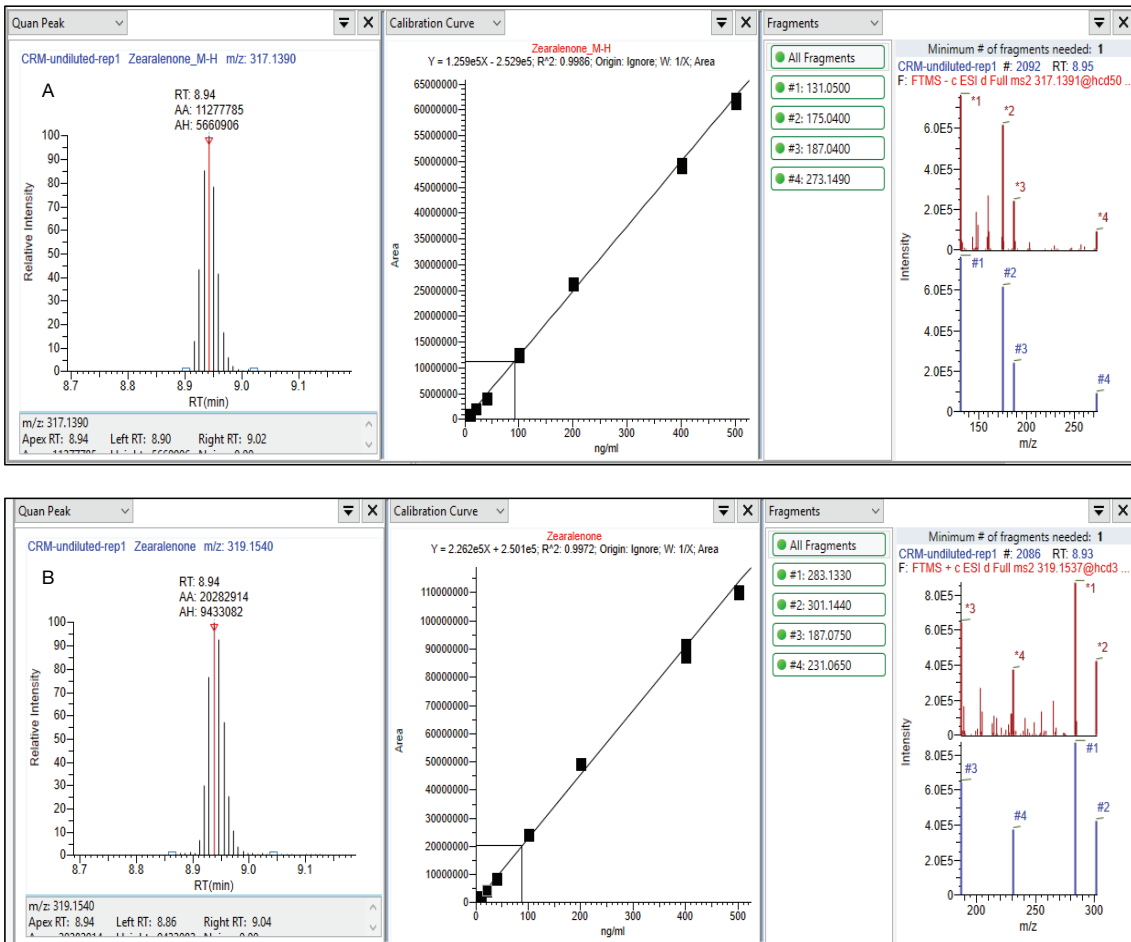 Quan Peak
Calibration Curve
Fragments
CRM-undiluted-rep1 Zearalenone_M-H m/z: 317.1390
A
RT: 8.94
AA: 11277785
AH: 5660906
100
90
80
70
60
50
40
30
20
10
0
Relative Intensity
8.7 8.8 8.9 9.0 9.1
RT(min)
m/z: 317.1390
Apex RT: 8.94 Left RT: 8.90 Right RT: 9.02
Zearalenone_M-H
Y = 1.259e5X - 2.529e5; R^2: 0.9986; Origin: Ignore; W: 1/X; Area
65000000
60000000
55000000
50000000
45000000
40000000
35000000
30000000
25000000
20000000
15000000
10000000
5000000
0
Area
0 100 200 300 400 500
ng/ml
All Fragments
#1: 131.0500
#2: 175.0400
#3: 187.0400
#4: 273.1490
Minimum # of fragments needed: 1
CRM-undiluted-rep1 #: 2092 RT: 8.95
F: FTMS - c ESI d Full ms2 317.1391@hcd50 ...
*1
*2
*3
*4
6.0E5
4.0E5
2.0E5
0
Intensity
#1
#2
#3
#4
6.0E5
4.0E5
2.0E5
0
150 200 250
m/z
Quan Peak
Calibration Curve
Fragments
CRM-undiluted-rep1 Zearalenone m/z: 319.1540
B
RT: 8.94
AA: 20282914
AH: 9433082
100
90
80
70
60
50
40
30
20
10
0
Relative Intensity
8.7 8.8 8.9 9.0 9.1
RT(min)
m/z: 319.1540
Apex RT: 8.94 Left RT: 8.86 Right RT: 9.04
Zearalenone
Y = 2.262e5X + 2.501e5; R^2: 0.9972; Origin: Ignore; W: 1/X; Area
110000000
100000000
90000000
80000000
70000000
60000000
50000000
40000000
30000000
20000000
10000000
0
Area
0 100 200 300 400 500
ng/ml
All Fragments
#1: 283.1330
#2: 301.1440
#3: 187.0750
#4: 231.0650
Minimum # of fragments needed: 1
CRM-undiluted-rep1 #: 2086 RT: 8.93
F: FTMS + c ESI d Full ms2 319.1537@hcd3 ...
*3
*4
*1
*2
8.0E5
6.0E5
4.0E5
2.0E5
0
Intensity
#3
#4
#1
#2
8.0E5
6.0E5
4.0E5
2.0E5
0
200 250 300
m/z